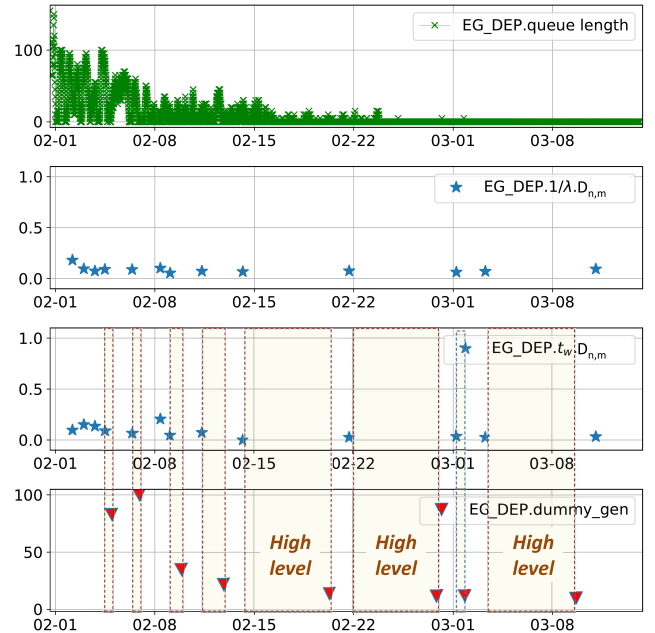 EG_DEP.queue length
100
0
02-01 02-08 02-15 02-22 03-01 03-08
EG_DEP.1/λ.D_{n,m}
1.0
0.5
0.0
02-01 02-08 02-15 02-22 03-01 03-08
EG_DEP.t_w.D_{n,m}
1.0
0.5
0.0
02-01 02-08 02-15 02-22 03-01 03-08
EG_DEP.dummy_gen
100
50
0
High level
High level
High level
02-01 02-08 02-15 02-22 03-01 03-08